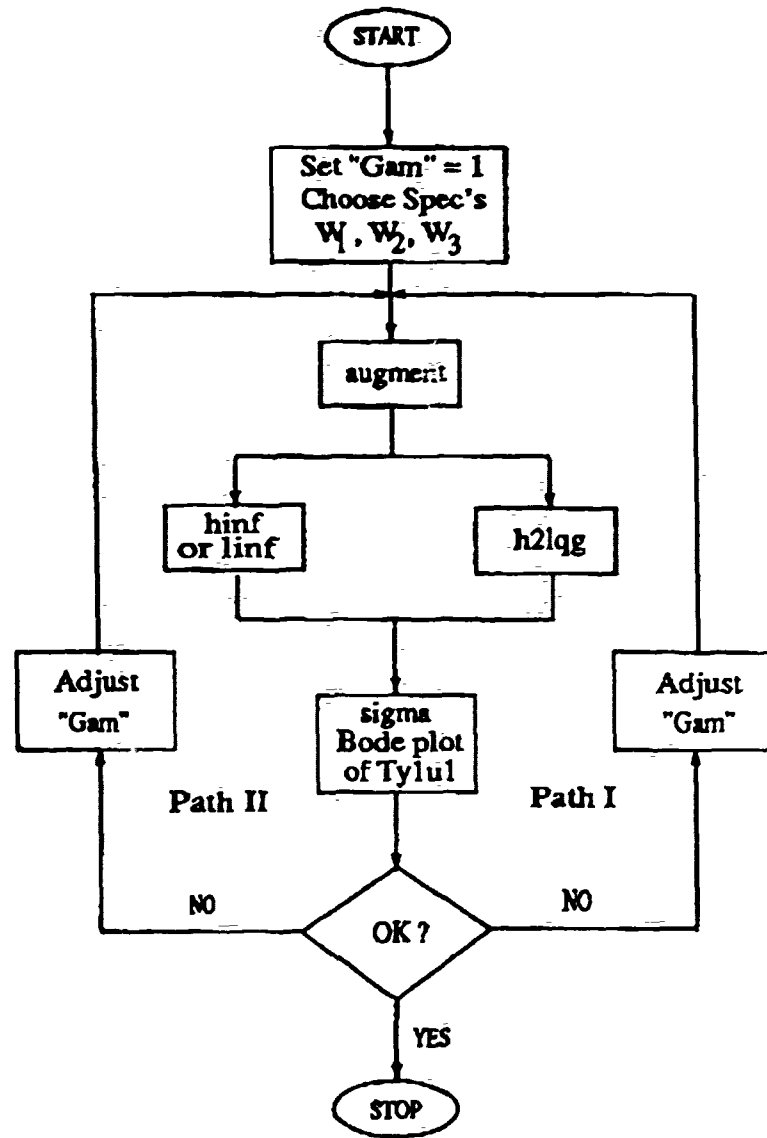 START
Set "Gam" = 1
Choose Spec's
W1, W2, W3
augment
hinf
or linf
h2lqg
Adjust
"Gam"
sigma
Bode plot
of Ty1u1
Adjust
"Gam"
Path II
Path I
NO
OK ?
NO
YES
STOP